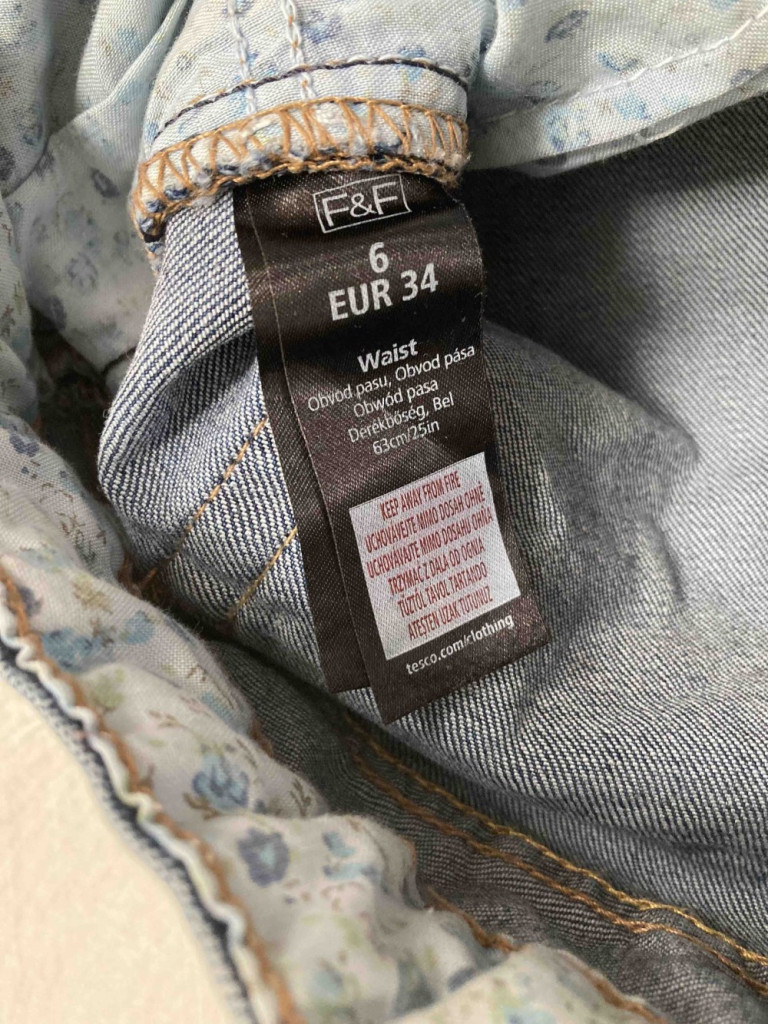 F&F
6
EUR 34
Waist
Obvod pasu, Obvod pása
Obwód pasa
Derékbőség, Bel
63cm/25in
KEEP AWAY FROM FIRE
UCHOVÁVEJTE MIMO DOSAH OHNĚ
UCHOVÁVAJTE MIMO DOSAHU OHŇA
TRZYMAĆ Z DALA OD OGNIA
TŰZTŐL TÁVOL TARTANDÓ
ATEŞTEN UZAK TUTUNUZ
tesco.com/clothing